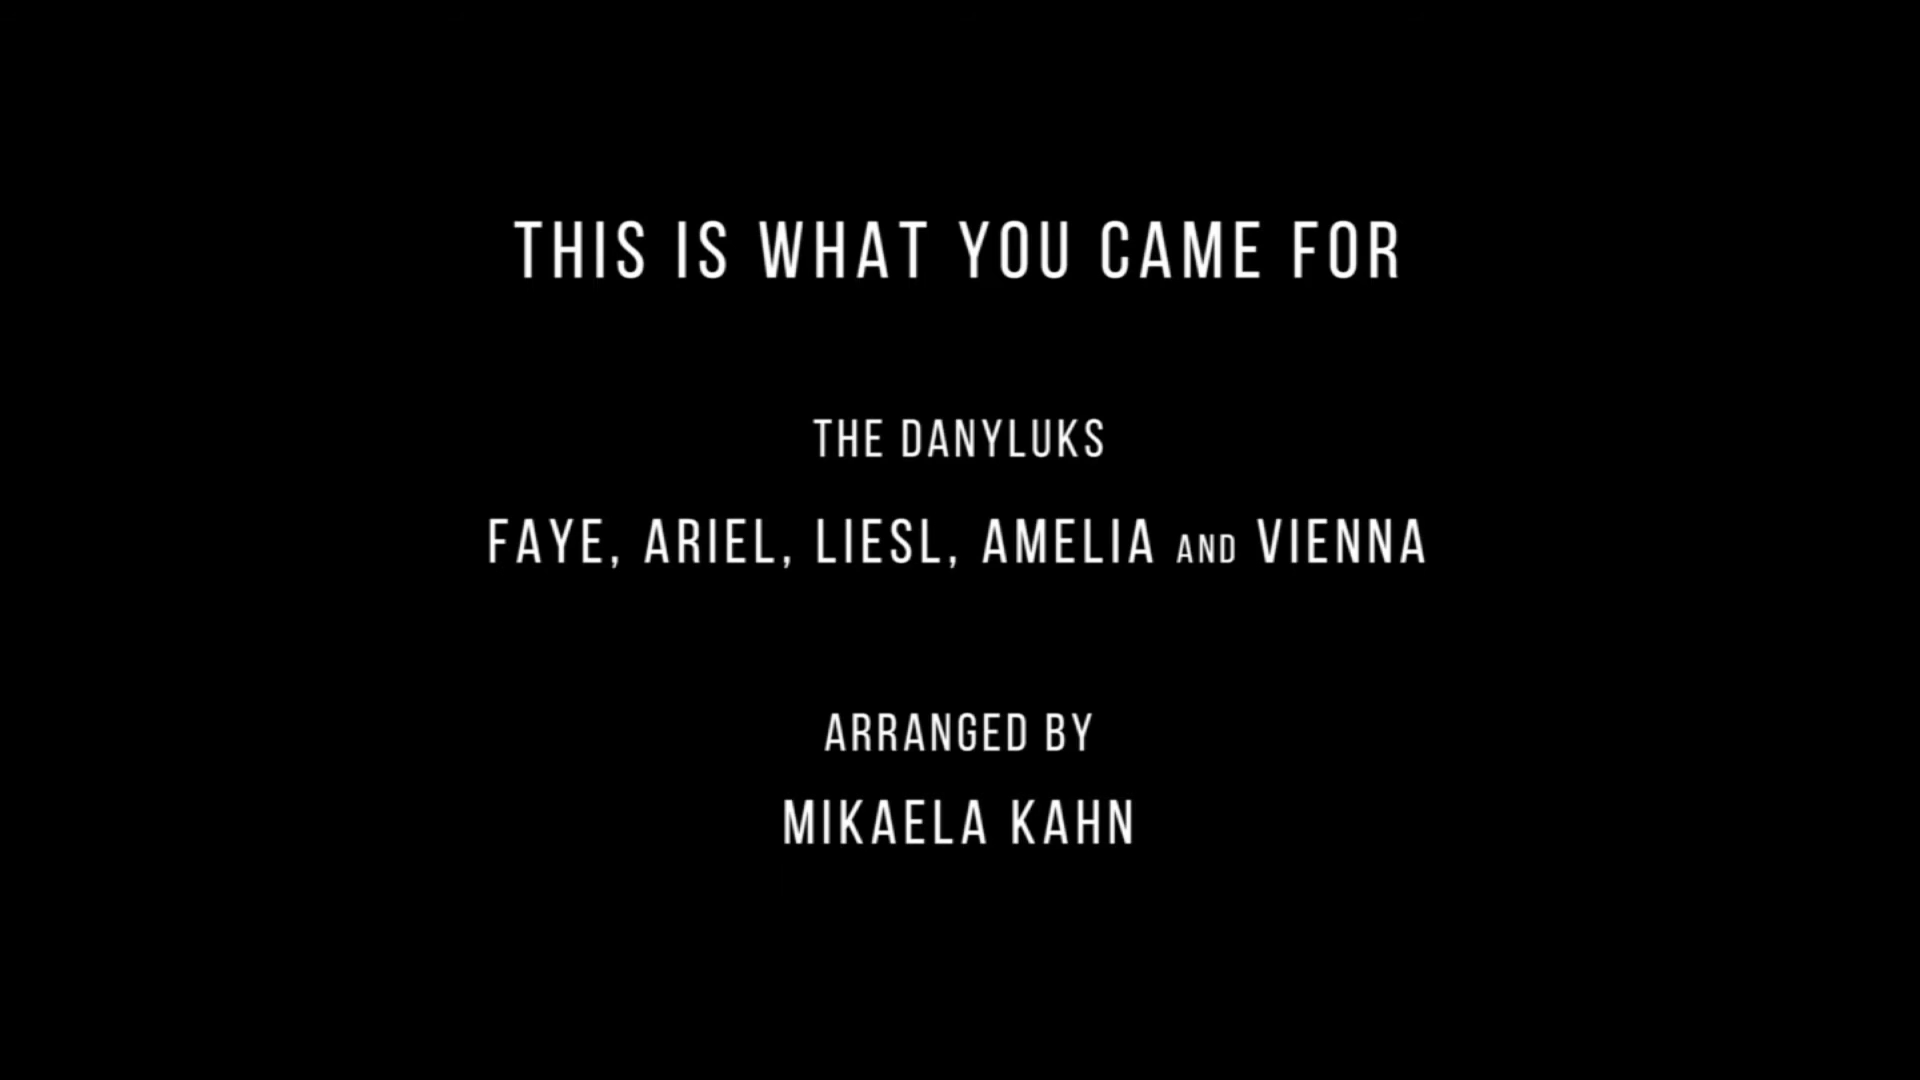 THIS IS WHAT YOU CAME FOR
THE DANYLUKS
FAYE, ARIEL, LIESL, AMELIA AND VIENNA
ARRANGED BY
MIKAELA KAHN